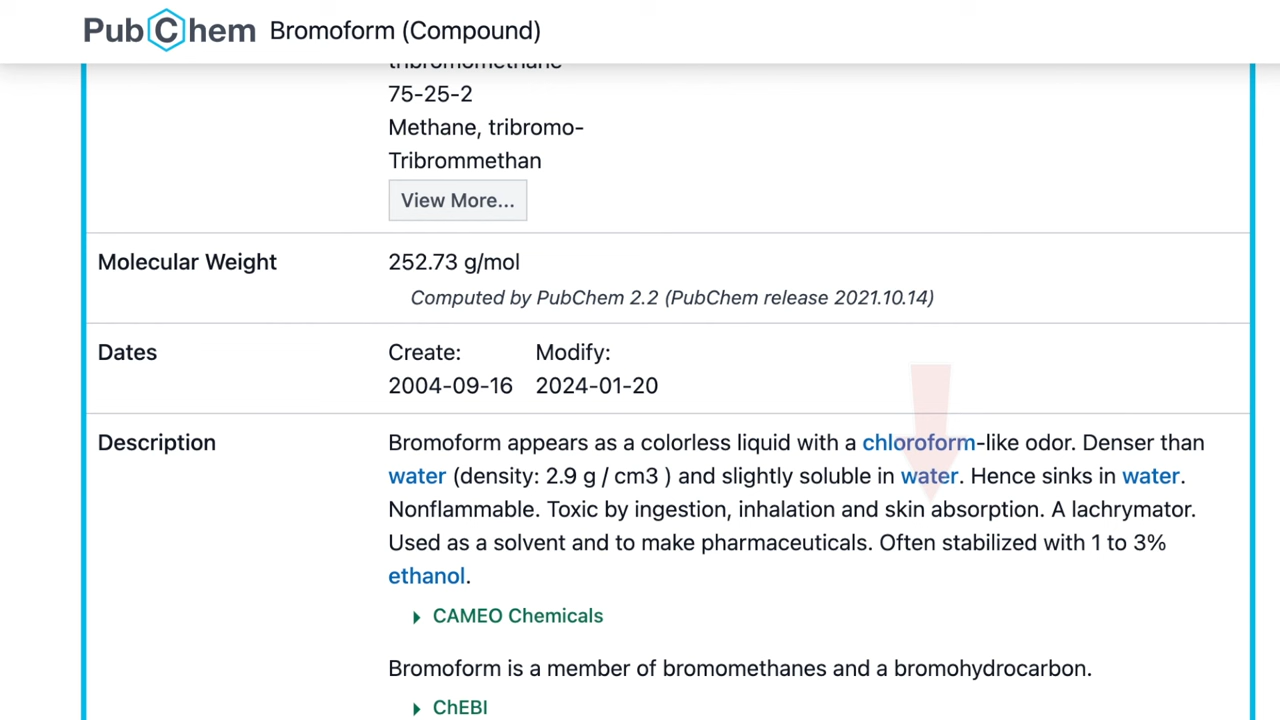 PubChem Bromoform (Compound)
tribromomethane
75-25-2
Methane, tribromo-
Tribrommethan
View More...
Molecular Weight 252.73 g/mol
Computed by PubChem 2.2 (PubChem release 2021.10.14)
Dates Create: Modify:
2004-09-16 2024-01-20
Description Bromoform appears as a colorless liquid with a chloroform-like odor. Denser than
water (density: 2.9 g / cm3 ) and slightly soluble in water. Hence sinks in water.
Nonflammable. Toxic by ingestion, inhalation and skin absorption. A lachrymator.
Used as a solvent and to make pharmaceuticals. Often stabilized with 1 to 3%
ethanol.
CAMEO Chemicals
Bromoform is a member of bromomethanes and a bromohydrocarbon.
ChEBI